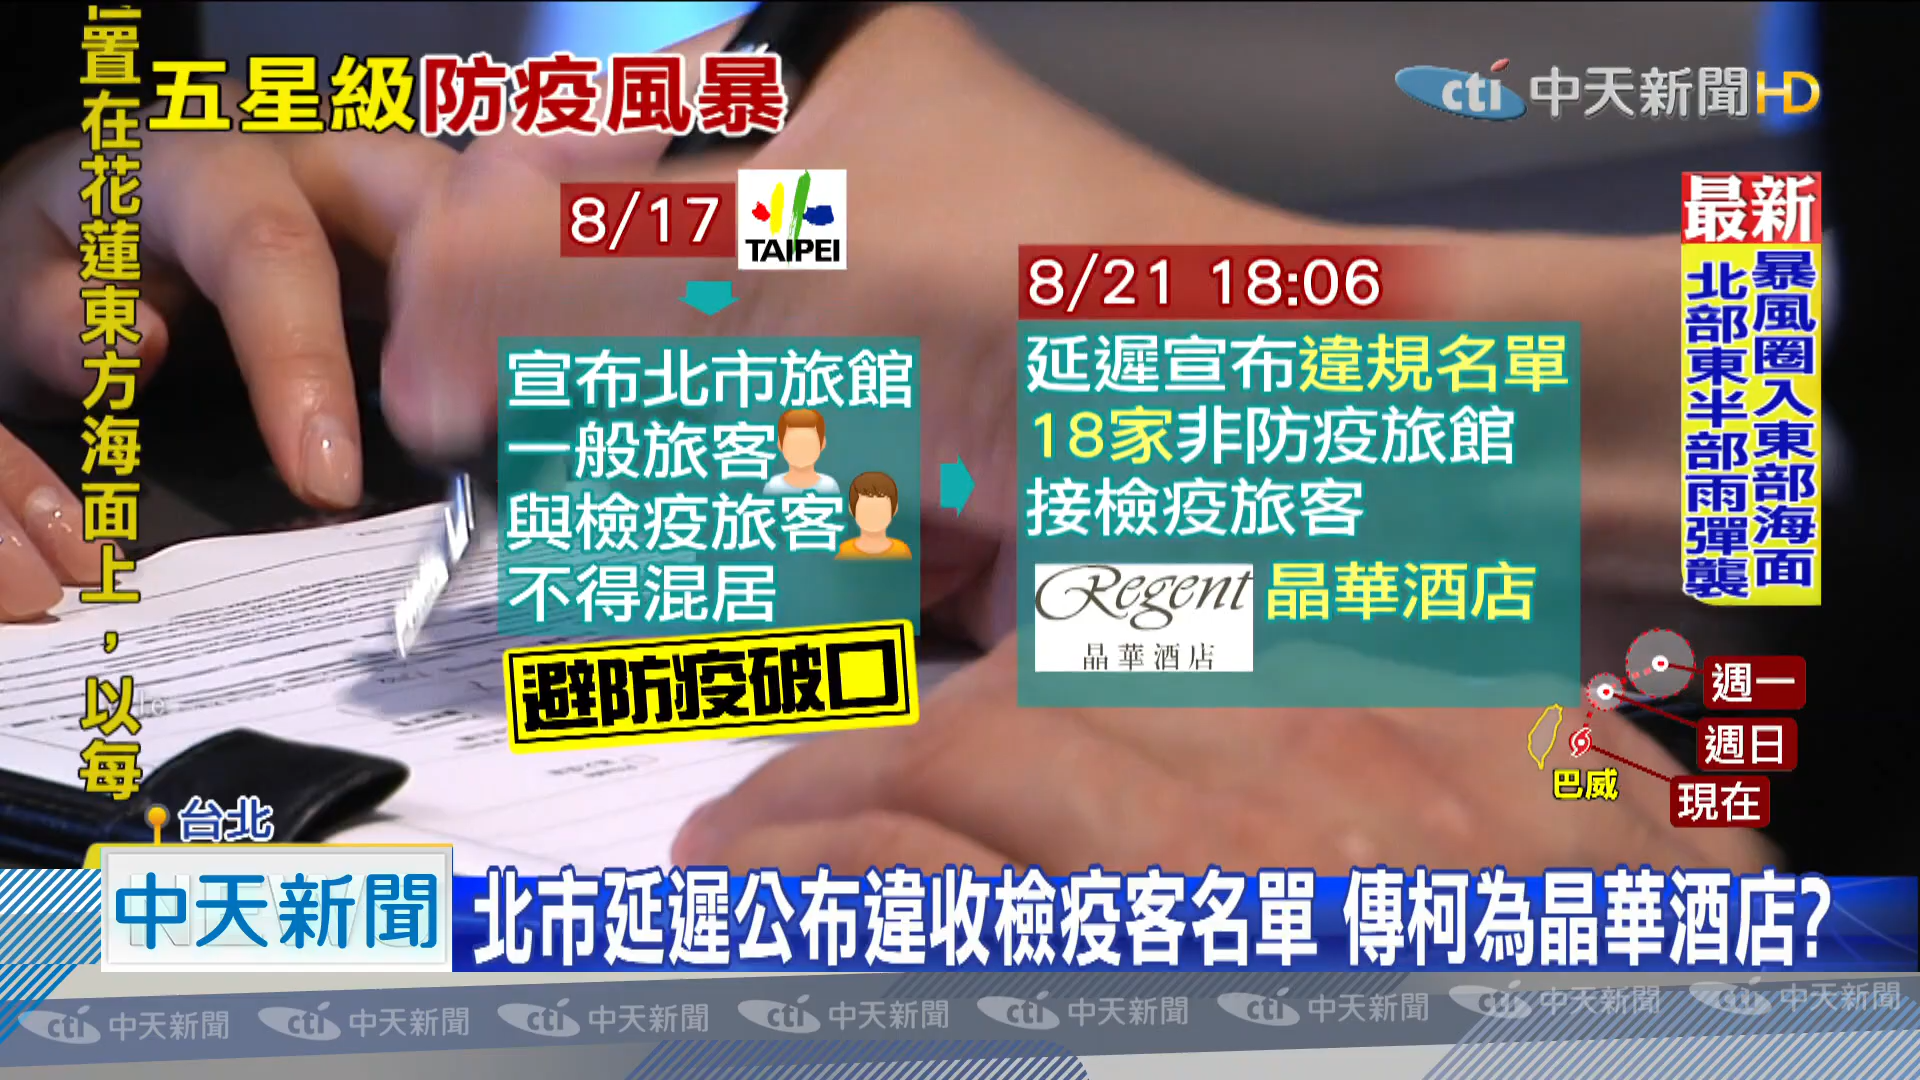 置在花蓮東方海面上，以每
五星級防疫風暴
cti 中天新聞HD
8/17
TAIPEI
宣布北市旅館
一般旅客
與檢疫旅客
不得混居
避防疫破口
8/21 18:06
延遲宣布違規名單
18家非防疫旅館
接檢疫旅客
Regent
晶華酒店
晶華酒店
最新
暴風圈入東部海面
北部東半部雨彈襲
週一
週日
現在
巴威
台北
中天新聞
北市延遲公布違收檢疫客名單 傳柯為晶華酒店?
cti 中天新聞 cti 中天新聞 cti 中天新聞 cti 中天新聞 cti 中天新聞 cti 中天新聞 cti 中天新聞 cti 中天新聞